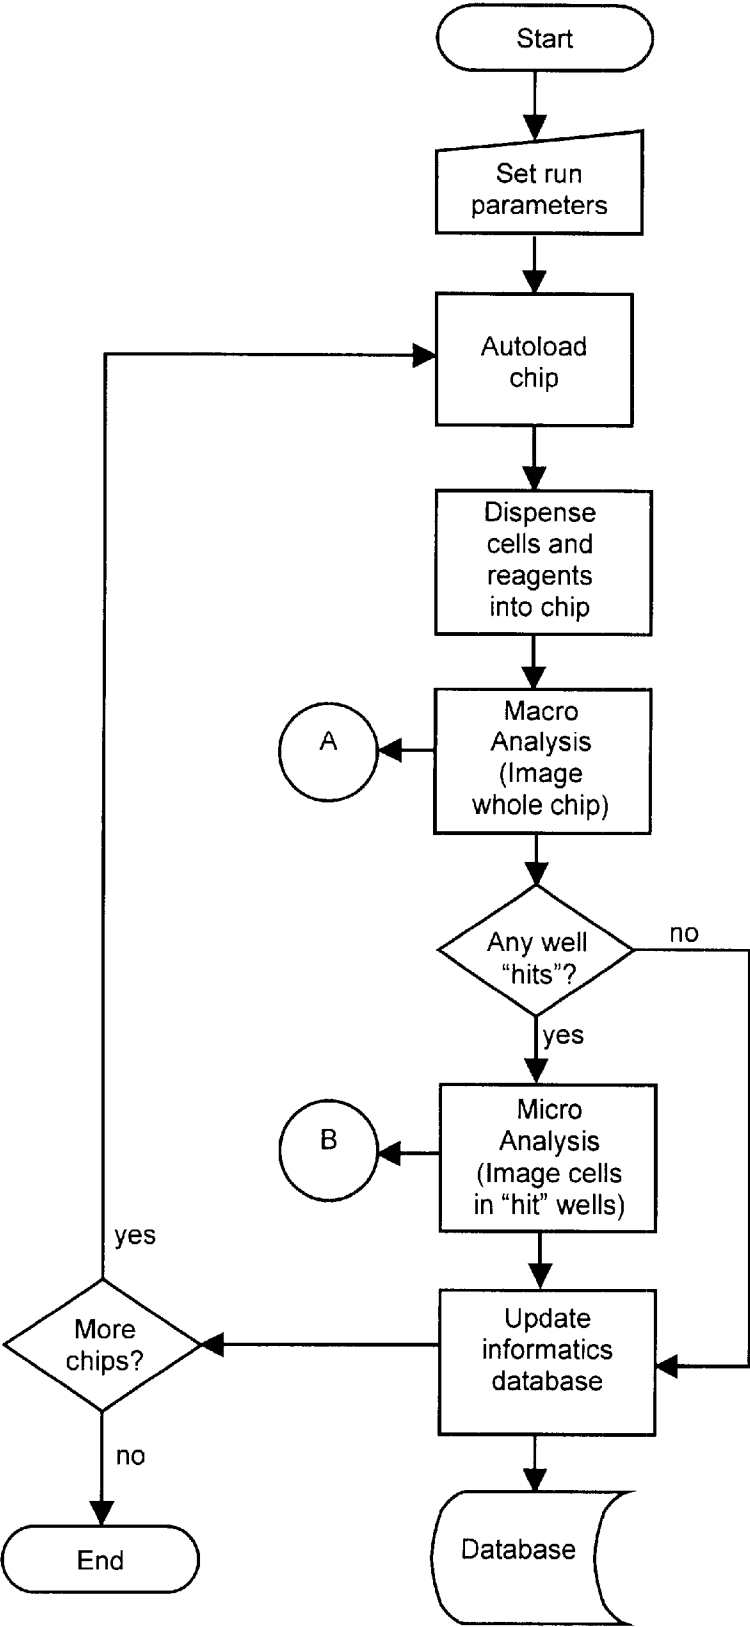 Start
Set run
parameters
Autoload
chip
Dispense
cells and
reagents
into chip
Macro
Analysis
(Image
whole chip)
A
Any well
“hits”?
no
yes
Micro
Analysis
(Image cells
in “hit” wells)
B
yes
Update
informatics
database
More
chips?
no
Database
End